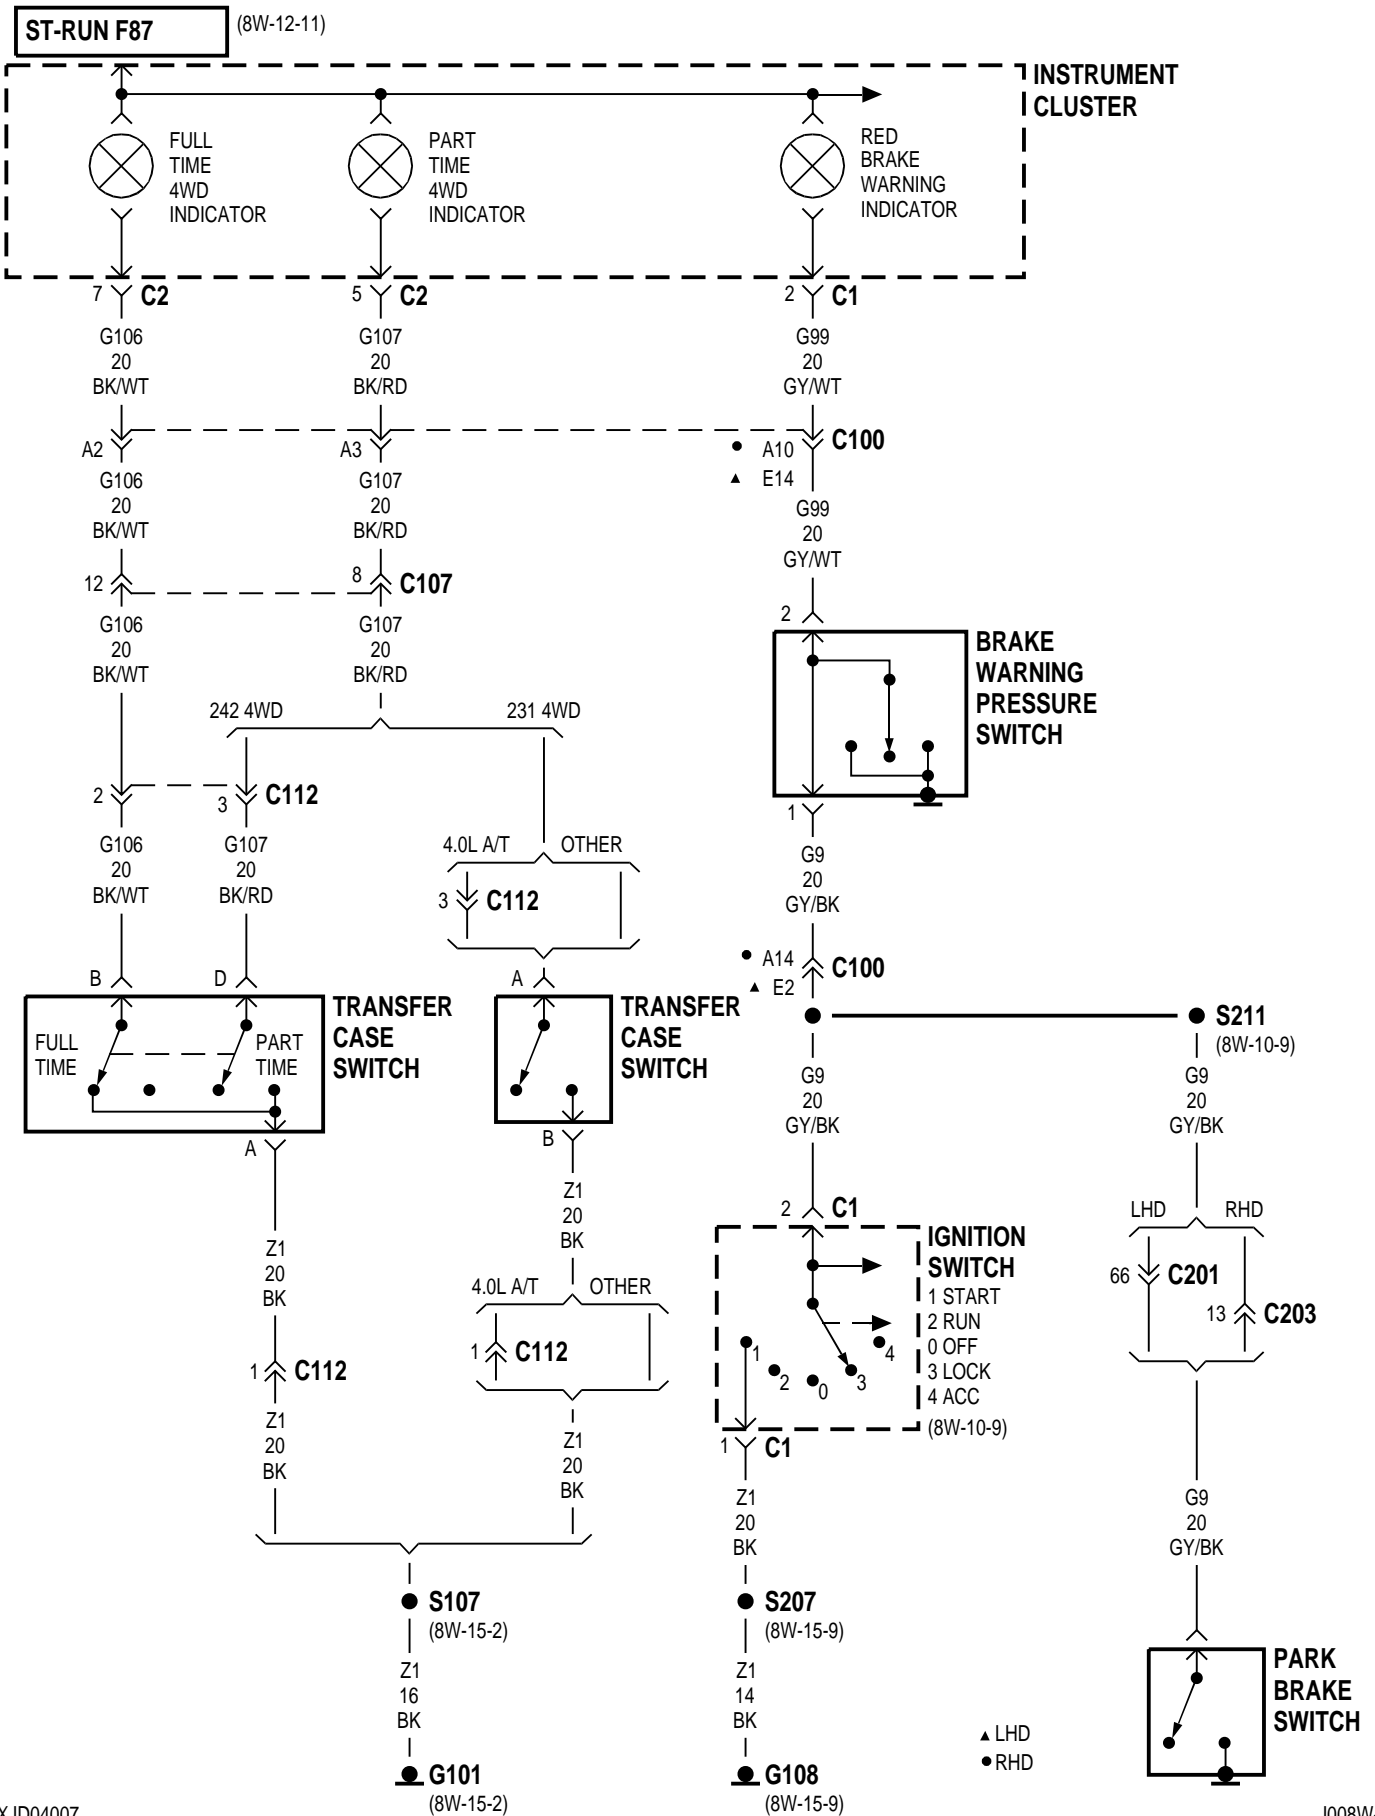 ST-RUN F87
(8W-12-11)
INSTRUMENT
CLUSTER
FULL
TIME
4WD
INDICATOR
PART
TIME
4WD
INDICATOR
RED
BRAKE
WARNING
INDICATOR
7 C2
5 C2
2 C1
G106
20
BK/WT
G107
20
BK/RD
G99
20
GY/WT
A2
A3
● A10 C100
▲ E14
G106
20
BK/WT
G107
20
BK/RD
G99
20
GY/WT
12
8 C107
G106
20
BK/WT
G107
20
BK/RD
2
BRAKE
WARNING
PRESSURE
SWITCH
1
242 4WD
231 4WD
2
3 C112
G106
20
BK/WT
G107
20
BK/RD
4.0L A/T OTHER
3 C112
G9
20
GY/BK
● A14 C100
▲ E2
B
D
A
FULL
TIME
PART
TIME
TRANSFER
CASE
SWITCH
TRANSFER
CASE
SWITCH
S211
(8W-10-9)
A
B
G9
20
GY/BK
G9
20
GY/BK
Z1
20
BK
Z1
20
BK
2 C1
LHD RHD
IGNITION
SWITCH
1 START
2 RUN
0 OFF
3 LOCK
4 ACC
(8W-10-9)
1
2
0
3
4
66 C201
13 C203
4.0L A/T OTHER
1 C112
1 C112
Z1
20
BK
Z1
20
BK
1 C1
Z1
20
BK
G9
20
GY/BK
S107
(8W-15-2)
S207
(8W-15-9)
Z1
16
BK
Z1
14
BK
PARK
BRAKE
SWITCH
▲ LHD
● RHD
G101
(8W-15-2)
G108
(8W-15-9)
XJD04007
J008W-